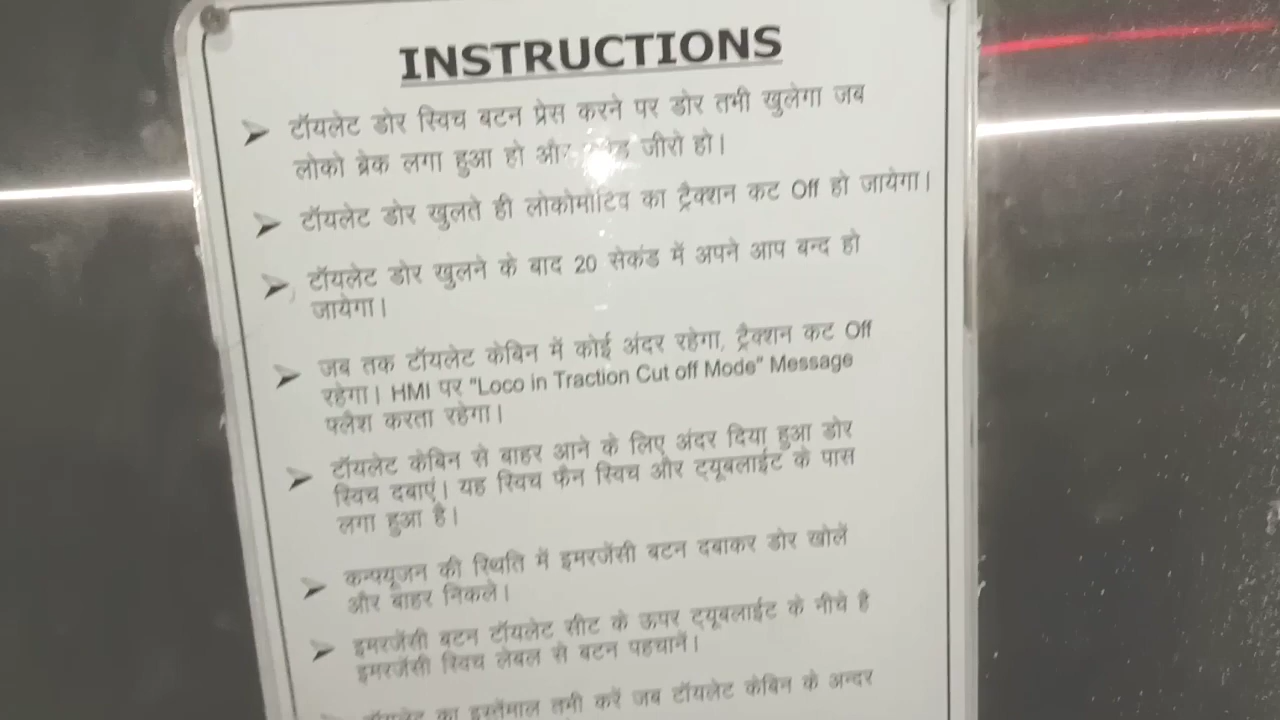 INSTRUCTIONS
➤ टॉयलेट डोर स्विच बटन प्रेस करने पर डोर तभी खुलेगा जब
लोको ब्रेक लगा हुआ हो और जीरो हो।
➤ टॉयलेट डोर खुलते ही लोकोमोटिव का ट्रैक्शन कट Off हो जायेगा।
➤ टॉयलेट डोर खुलने के बाद 20 सेकंड में अपने आप बन्द हो
जायेगा।
➤ जब तक टॉयलेट केबिन में कोई अंदर रहेगा, ट्रैक्शन कट Off
रहेगा। HMI पर "Loco in Traction Cut off Mode" Message
फ्लैश करता रहेगा।
➤ टॉयलेट केबिन से बाहर आने के लिए अंदर दिया हुआ डोर
स्विच दबाएं। यह स्विच फैन स्विच और ट्यूबलाईट के पास
लगा हुआ है।
➤ कन्फ्यूजन की स्थिति में इमरजेंसी बटन दबाकर डोर खोलें
और बाहर निकले।
➤ इमरजेंसी बटन टॉयलेट सीट के ऊपर ट्यूबलाईट के नीचे है
इमरजेंसी स्विच लेबल से बटन पहचानें।
➤ टॉयलेट का इस्तेमाल तभी करें जब टॉयलेट केबिन के अन्दर